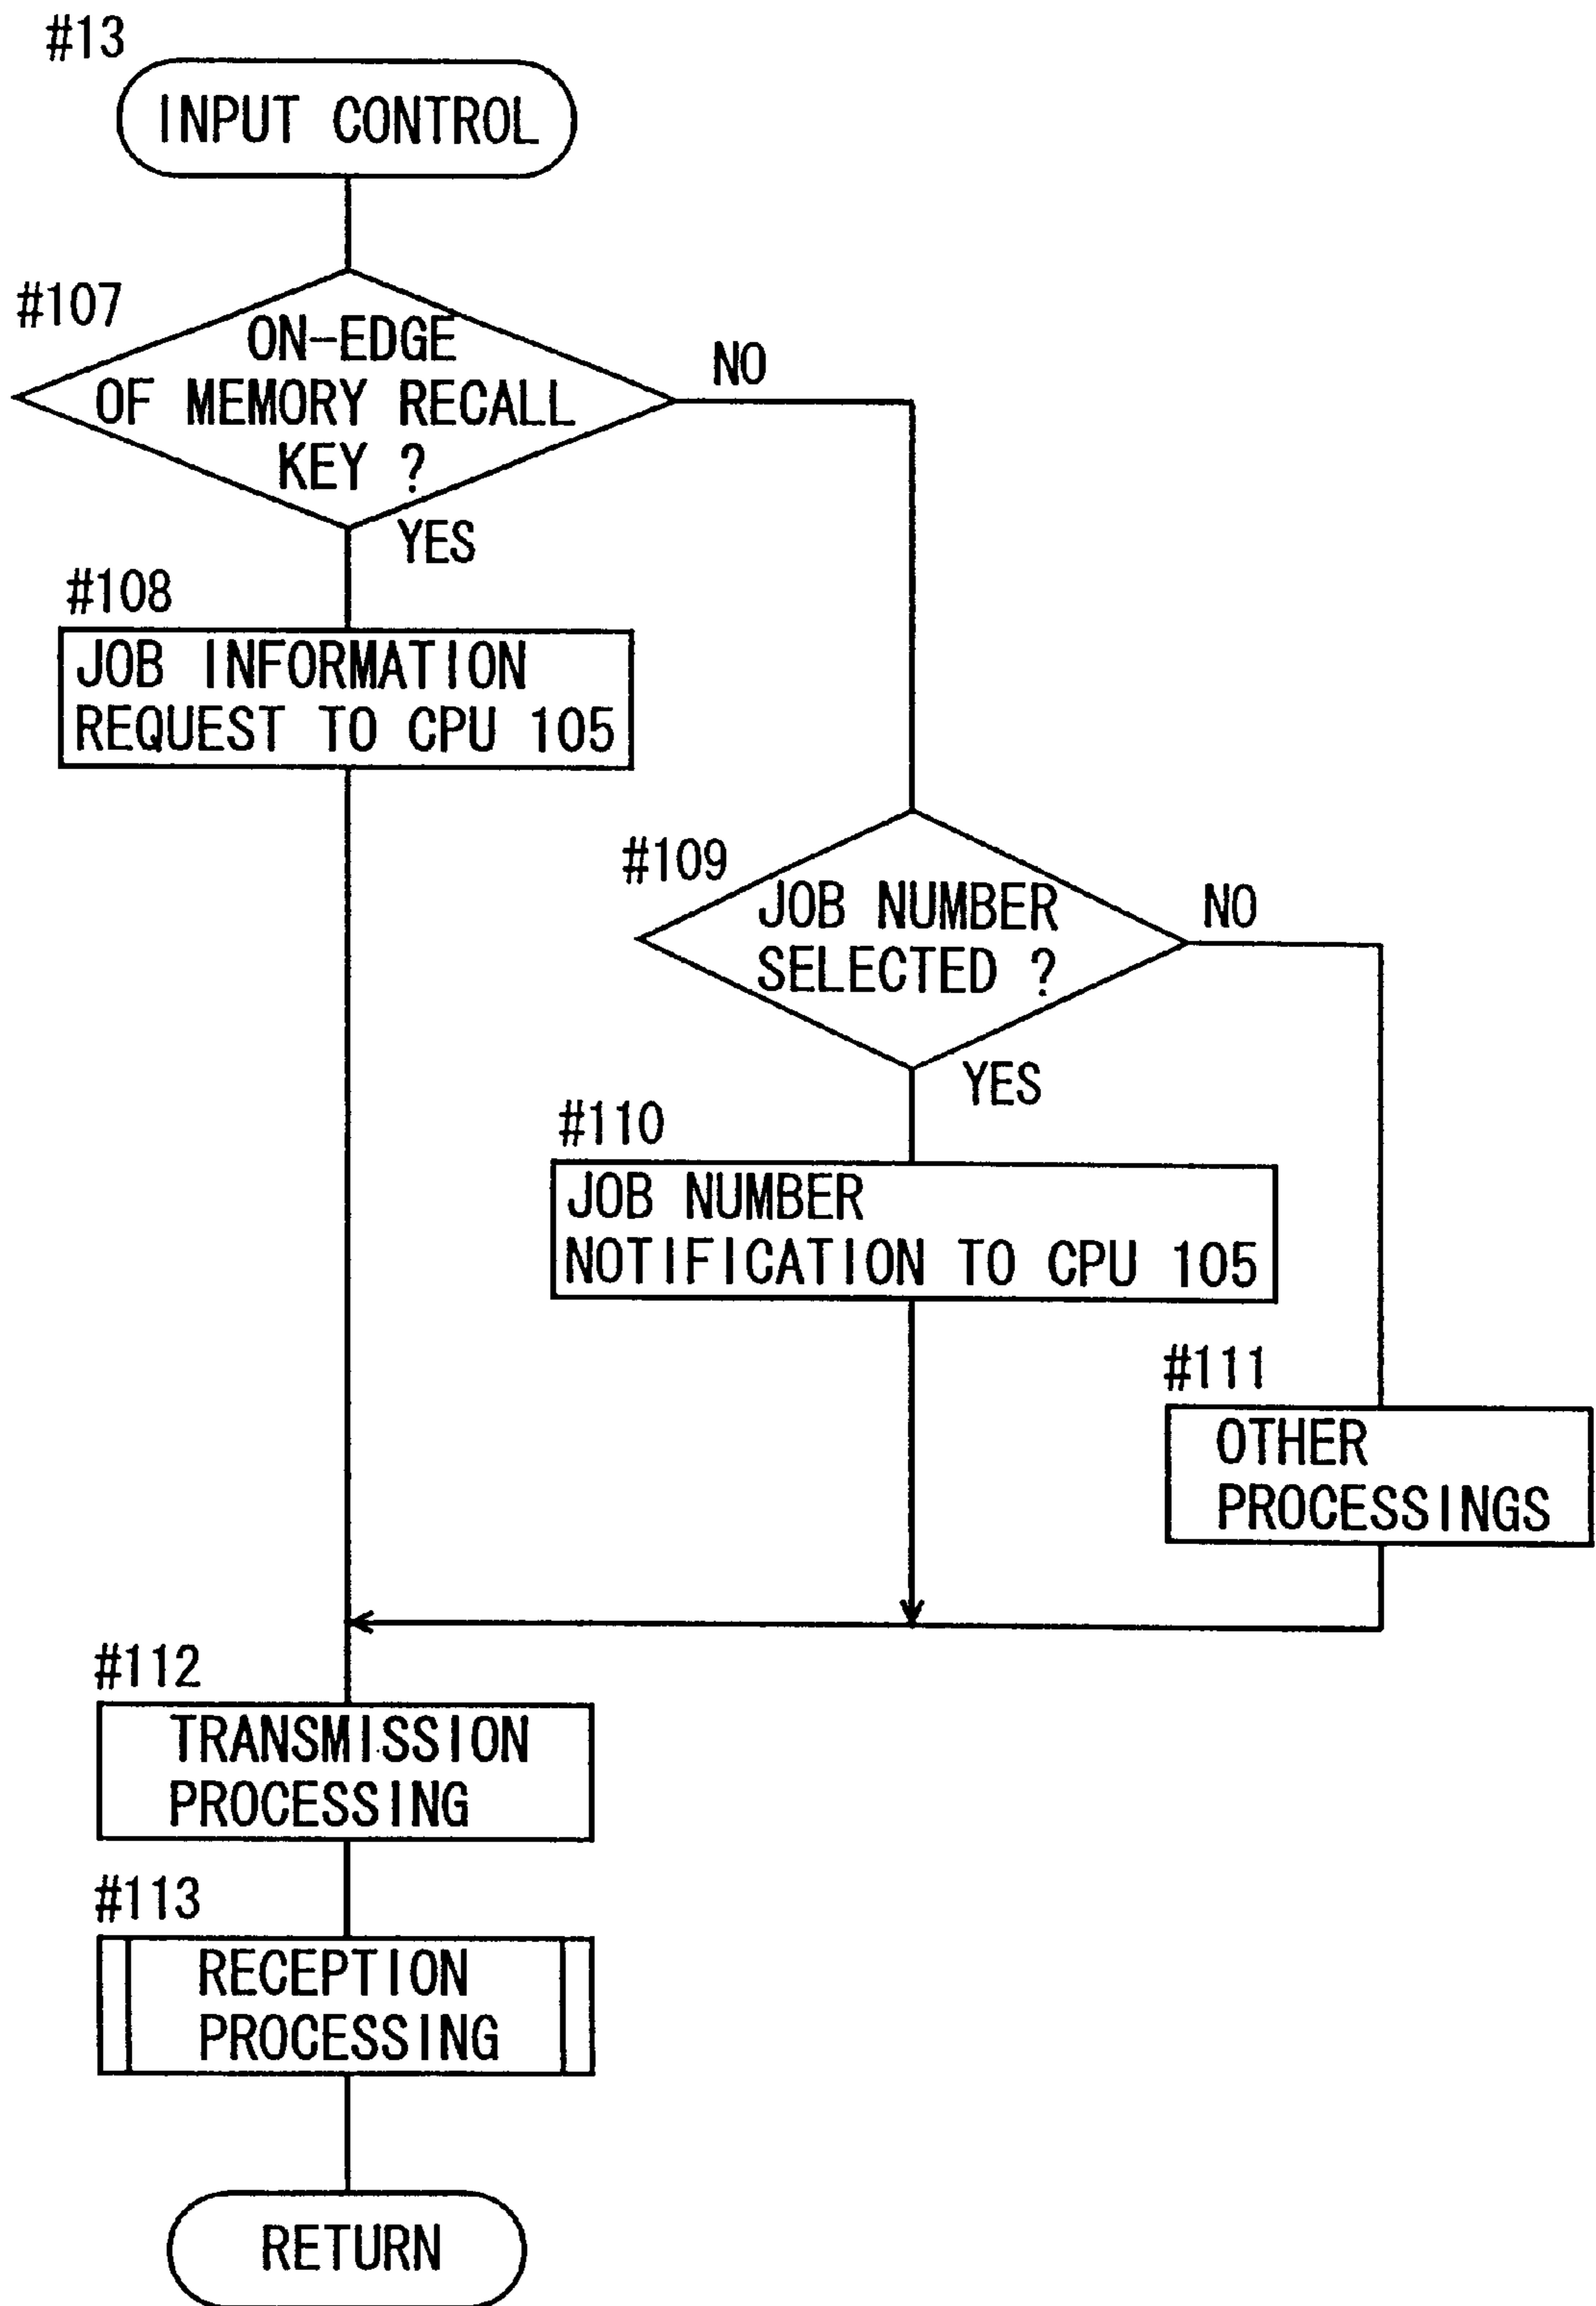 #13
INPUT CONTROL
#107
ON-EDGE
OF MEMORY RECALL
KEY ?
NO
YES
#108
JOB INFORMATION
REQUEST TO CPU 105
#109
JOB NUMBER
SELECTED ?
NO
YES
#110
JOB NUMBER
NOTIFICATION TO CPU 105
#111
OTHER
PROCESSINGS
#112
TRANSMISSION
PROCESSING
#113
RECEPTION
PROCESSING
RETURN